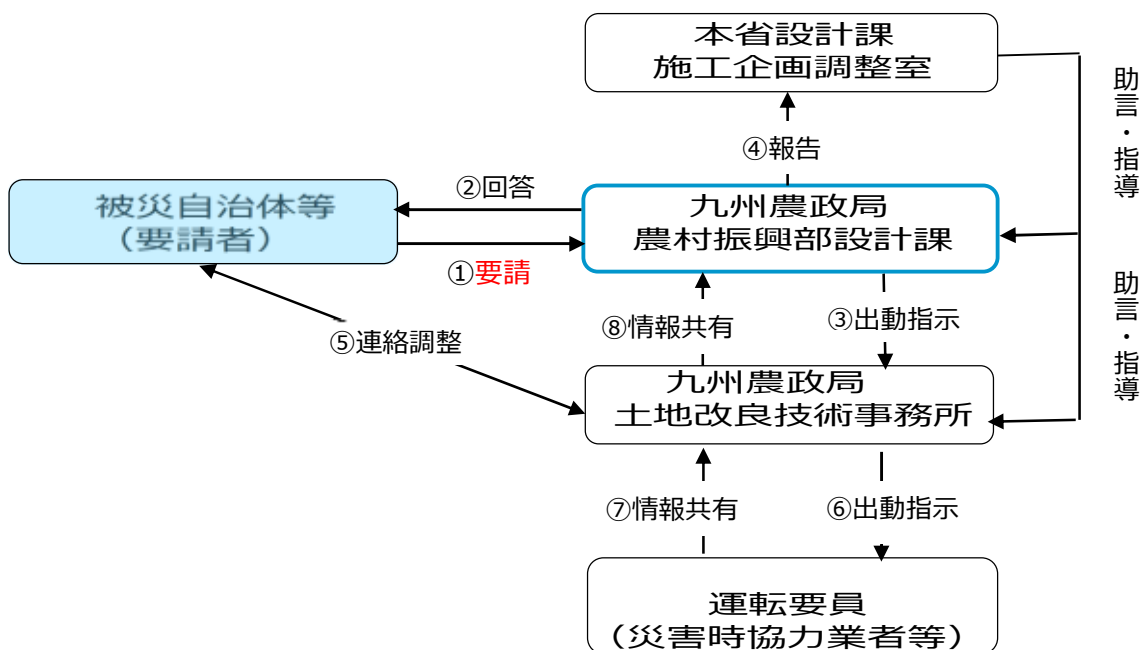 本省設計課
施工企画調整室
助言・指導
④報告
②回答
被災自治体等
（要請者）
九州農政局
農村振興部設計課
①要請
助言・指導
⑧情報共有
③出動指示
⑤連絡調整
九州農政局
土地改良技術事務所
⑦情報共有
⑥出動指示
運転要員
（災害時協力業者等）